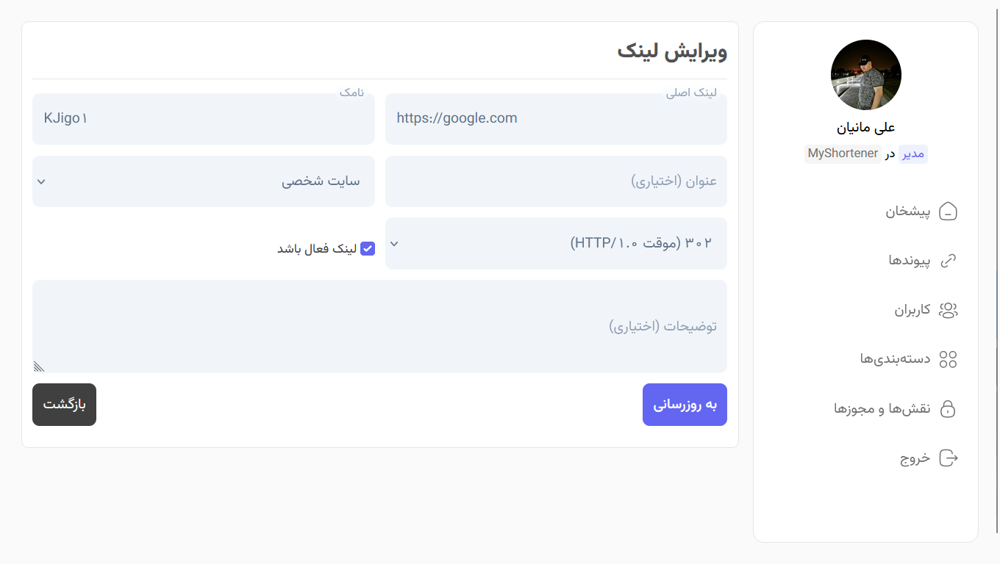 علی مانیان
مدیر در MyShortener
پیشخان
پیوندها
کاربران
دسته‌بندی‌ها
نقش‌ها و مجوزها
خروج
ویرایش لینک
لینک اصلی
https://google.com
نامک
KJigo۱
عنوان (اختیاری)
سایت شخصی
۳۰۲ (موقت HTTP/۱.۰)
لینک فعال باشد
توضیحات (اختیاری)
به روزرسانی
بازگشت